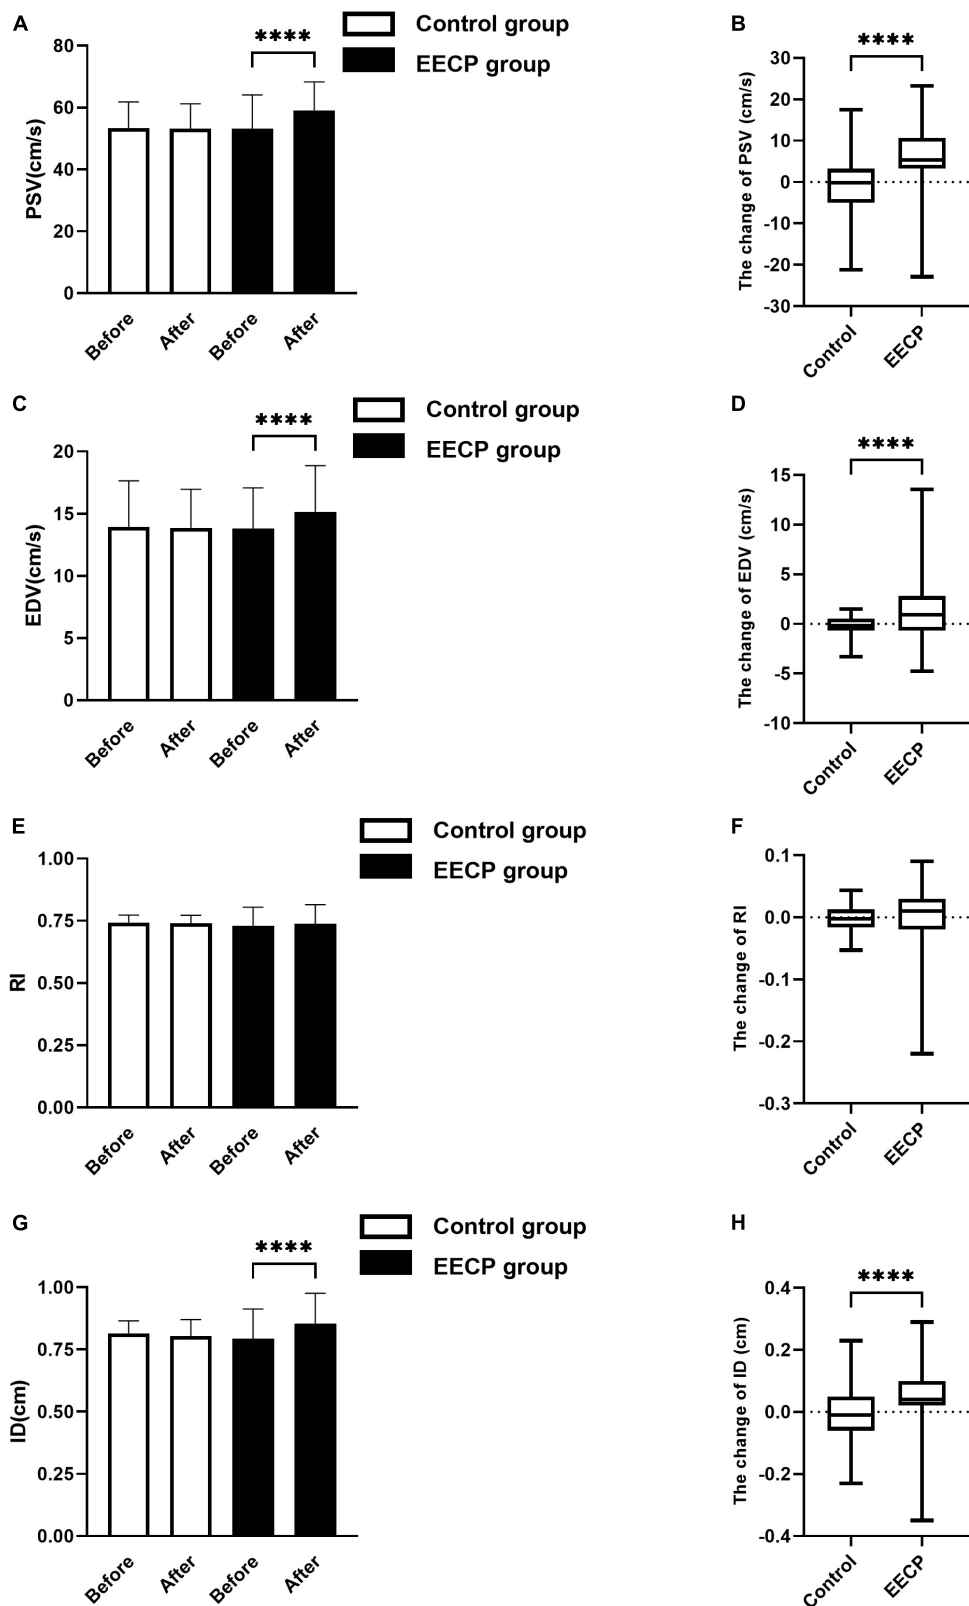 A
Control group
EECP group
****
PSV(cm/s)
80
60
40
20
0
Before
After
Before
After
B
****
The change of PSV (cm/s)
30
20
10
0
-10
-20
-30
Control
EECP
C
Control group
EECP group
****
EDV(cm/s)
20
15
10
5
0
Before
After
Before
After
D
****
The change of EDV (cm/s)
15
10
5
0
-5
-10
Control
EECP
E
Control group
EECP group
RI
1.00
0.75
0.50
0.25
0.00
Before
After
Before
After
F
The change of RI
0.1
0.0
-0.1
-0.2
-0.3
Control
EECP
G
Control group
EECP group
****
ID(cm)
1.00
0.75
0.50
0.25
0.00
Before
After
Before
After
H
****
The change of ID (cm)
0.4
0.2
0.0
-0.2
-0.4
Control
EECP